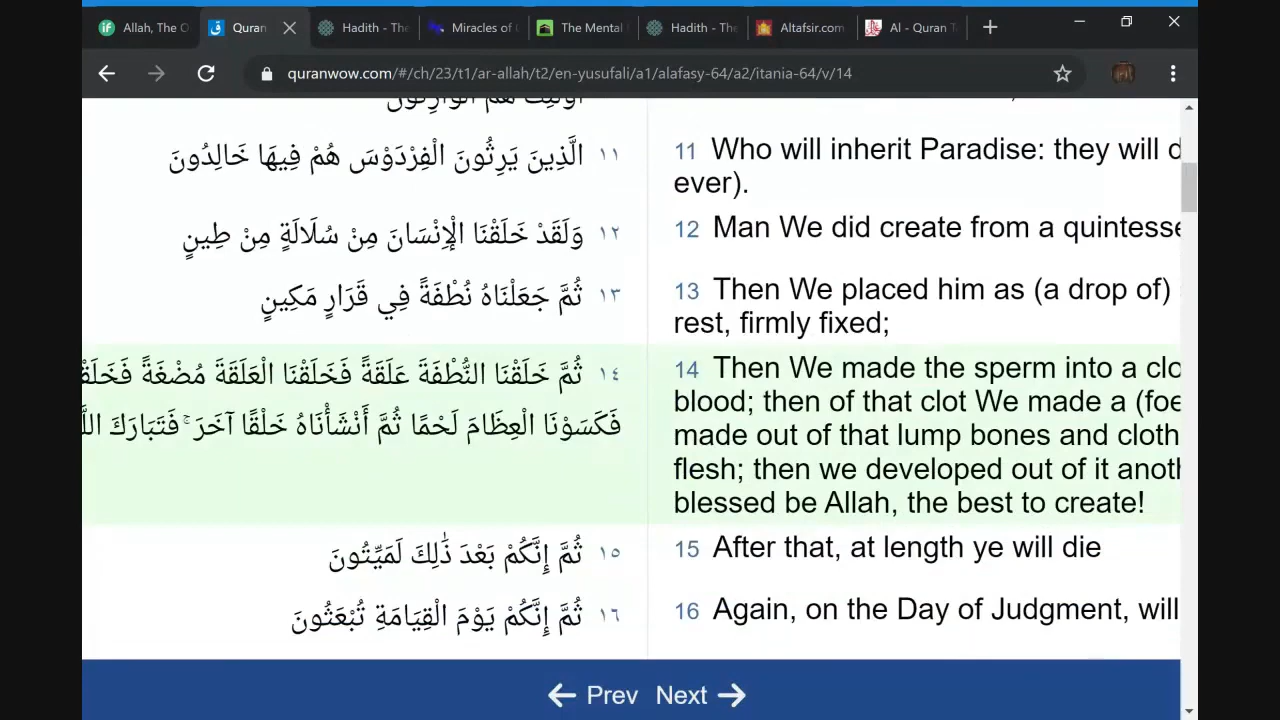 Allah, The O
Quran
Hadith - The
Miracles of
The Mental
Hadith - The
Altafsir.com
Al - Quran T
quranwow.com/#/ch/23/t1/ar-allah/t2/en-yusufali/a1/alafasy-64/a2/itania-64/v/14
١١ الَّذِينَ يَرِثُونَ الْفِرْدَوْسَ هُمْ فِيهَا خَالِدُونَ
11 Who will inherit Paradise: they will d
ever).
١٢ وَلَقَدْ خَلَقْنَا الْإِنْسَانَ مِنْ سُلَالَةٍ مِنْ طِينٍ
12 Man We did create from a quintesse
١٣ ثُمَّ جَعَلْنَاهُ نُطْفَةً فِي قَرَارٍ مَكِينٍ
13 Then We placed him as (a drop of)
rest, firmly fixed;
١٤ ثُمَّ خَلَقْنَا النُّطْفَةَ عَلَقَةً فَخَلَقْنَا الْعَلَقَةَ مُضْغَةً فَخَلَقْ
فَكَسَوْنَا الْعِظَامَ لَحْمًا ثُمَّ أَنْشَأْنَاهُ خَلْقًا آخَرَ ۚ فَتَبَارَكَ
14 Then We made the sperm into a clo
blood; then of that clot We made a (foe
made out of that lump bones and cloth
flesh; then we developed out of it anoth
blessed be Allah, the best to create!
١٥ ثُمَّ إِنَّكُمْ بَعْدَ ذَٰلِكَ لَمَيِّتُونَ
15 After that, at length ye will die
١٦ ثُمَّ إِنَّكُمْ يَوْمَ الْقِيَامَةِ تُبْعَثُونَ
16 Again, on the Day of Judgment, will
Prev Next